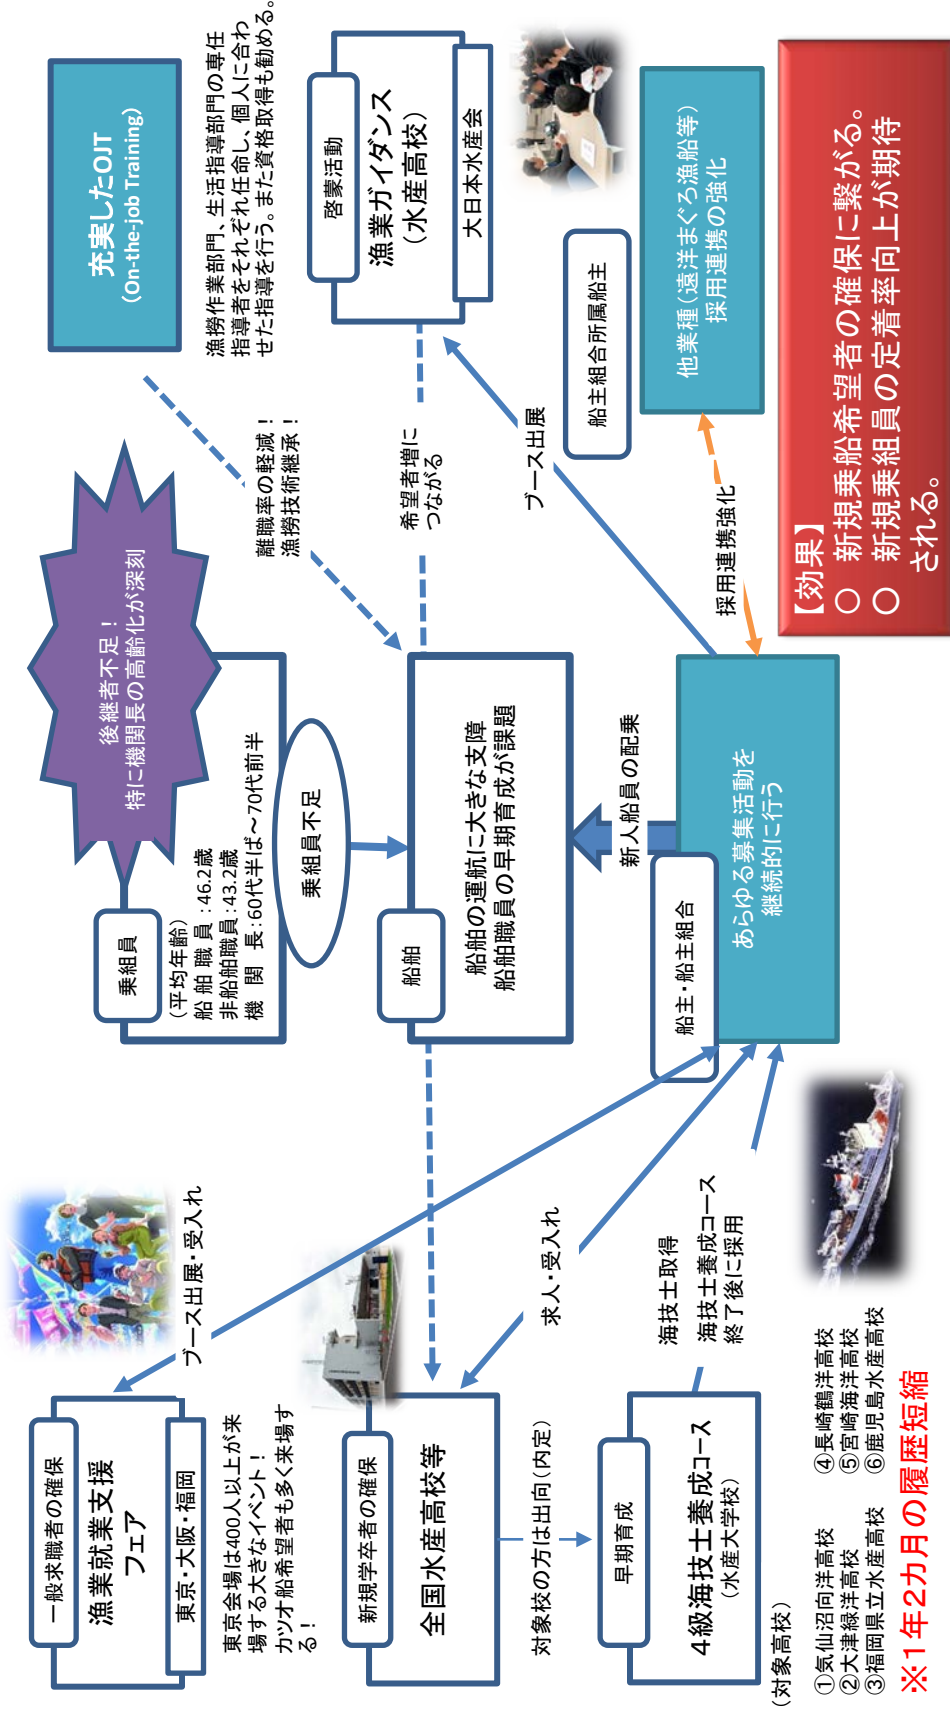 一般求職者の確保
漁業就業支援
フェア
東京・大阪・福岡
東京会場は400人以上が来
場する大きなイベント！
カツオ船希望者も多く来場す
る！
ブース出展・受入れ
新規学卒者の確保
全国水産高校等
対象校の方は出向（内定）
求人・受入れ
早期育成
4級海技士養成コース
（水産大学校）
海技士取得
海技士養成コース
終了後に採用
（対象高校）
①気仙沼向洋高校
②大津緑洋高校
③福岡県立水産高校
④長崎鶴洋高校
⑤宮崎海洋高校
⑥鹿児島水産高校
※1年2カ月の履歴短縮
後継者不足！
特に機関長の高齢化が深刻
乗組員
（平均年齢）
船 舶 職 員 ：46.2歳
非船舶職員：43.2歳
機 関 長：60代半ば～70代前半
乗組員不足
船舶
船舶の運航に大きな支障
船舶職員の早期育成が課題
新人船員の配乗
船主・船主組合
あらゆる募集活動を
継続的に行う
充実したOJT
（On-the-job Training）
漁撈作業部門、生活指導部門の専任
指導者をそれぞれ任命し、個人に合わ
せた指導を行う。また資格取得も勧める。
離職率の軽減！
漁撈技術継承！
啓蒙活動
漁業ガイダンス
（水産高校）
大日本水産会
希望者増に
つながる
ブース出展
船主組合所属船主
他業種（遠洋まぐろ漁船等）
採用連携の強化
採用連携強化
【効果】
○ 新規乗船希望者の確保に繋がる。
○ 新規乗組員の定着率向上が期待
される。